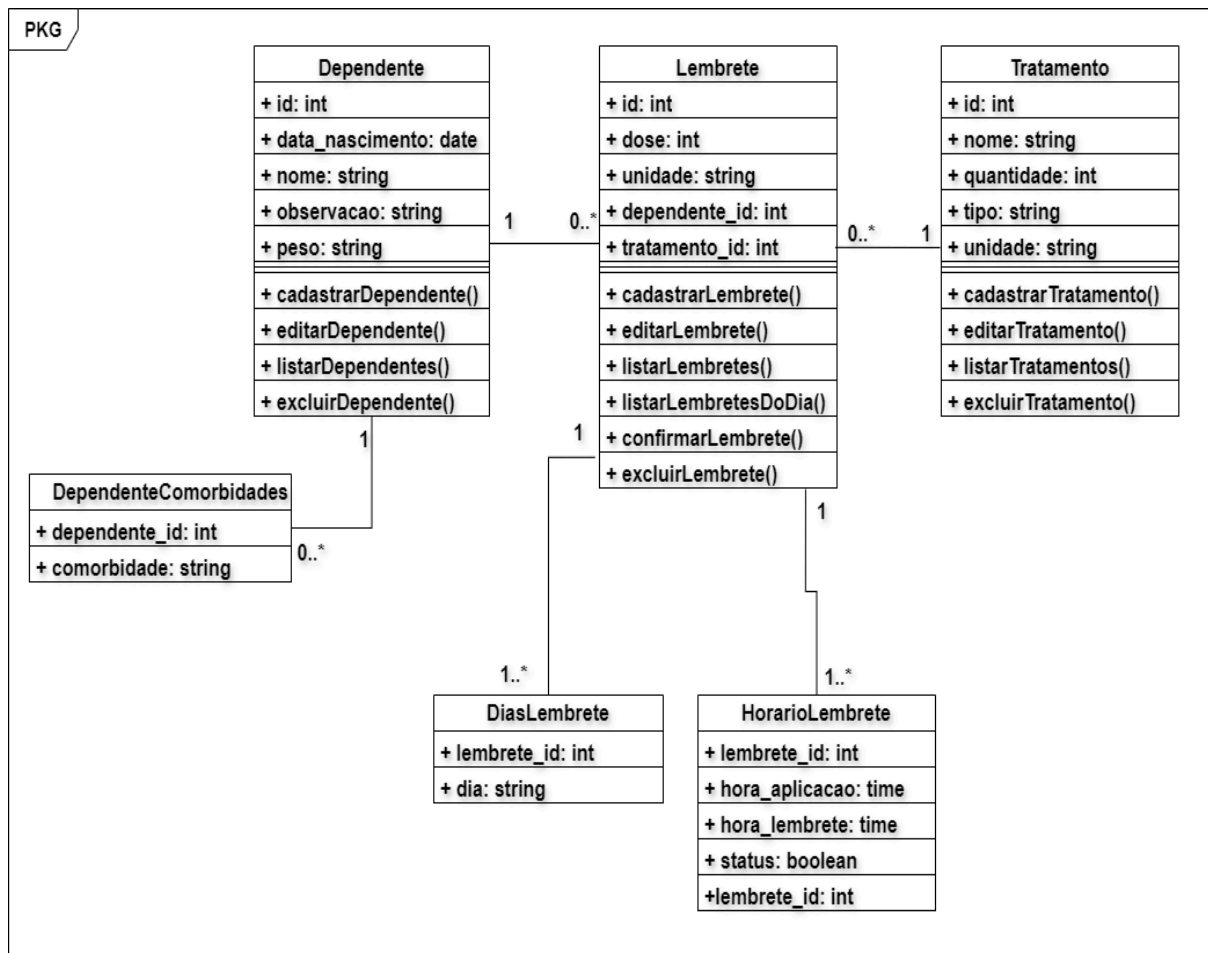 PKG
Dependente
+ id: int
+ data_nascimento: date
+ nome: string
+ observacao: string
+ peso: string
+ cadastrarDependente()
+ editarDependente()
+ listarDependentes()
+ excluirDependente()
1
0..*
Lembrete
+ id: int
+ dose: int
+ unidade: string
+ dependente_id: int
+ tratamento_id: int
+ cadastrarLembrete()
+ editarLembrete()
+ listarLembretes()
+ listarLembretesDoDia()
+ confirmarLembrete()
+ excluirLembrete()
0..*
1
Tratamento
+ id: int
+ nome: string
+ quantidade: int
+ tipo: string
+ unidade: string
+ cadastrarTratamento()
+ editarTratamento()
+ listarTratamentos()
+ excluirTratamento()
1
0..*
DependenteComorbidades
+ dependente_id: int
+ comorbidade: string
1
1..*
DiasLembrete
+ lembrete_id: int
+ dia: string
1
1..*
HorarioLembrete
+ lembrete_id: int
+ hora_aplicacao: time
+ hora_lembrete: time
+ status: boolean
+lembrete_id: int